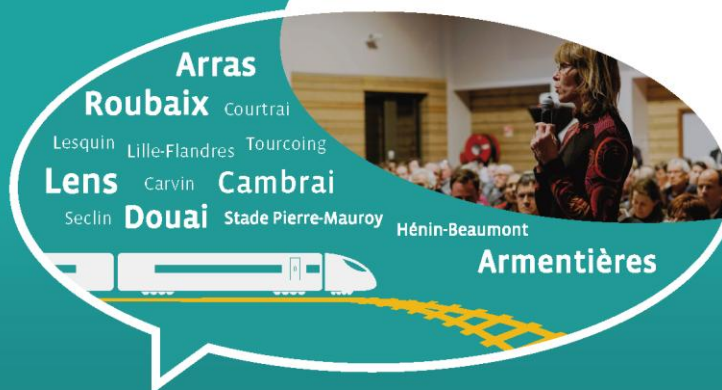 Arras
Roubaix Courtrai
Lesquin Lille-Flandres Tourcoing
Lens Carvin Cambrai
Seclin Douai Stade Pierre-Mauroy
Hénin-Beaumont
Armentières